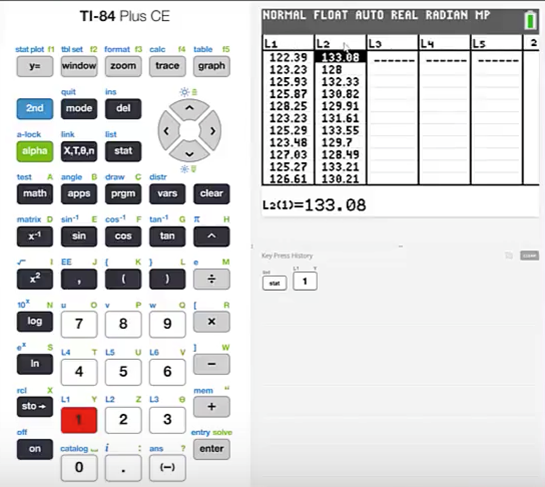 TI-84 Plus CE
stat plot f1 tbl set f2 format f3 calc f4 table f5
y= window zoom trace graph
quit ins
2nd mode del
a-lock link list
alpha X,T,θ,n stat
test A angle B draw C distr
math apps prgm vars clear
matrix D sin⁻¹ E cos⁻¹ F tan⁻¹ G π H
x⁻¹ sin cos tan ^
√ I EE J { K } L e M
x² , ( ) ÷
10ˣ N u O v P w Q [ R
log 7 8 9 ×
eˣ S L4 T L5 U L6 V ] W
ln 4 5 6 −
rcl X L1 Y L2 Z L3 θ mem "
sto→ 1 2 3 +
off catalog i : ans ? entry solve
on 0 . (−) enter
NORMAL FLOAT AUTO REAL RADIAN MP
L1 L2 L3 L4 L5 2
122.39 133.08 ------ ------ ------
123.23 128
125.93 132.33
125.87 130.82
128.25 129.91
123.23 131.61
125.29 133.55
123.48 129.7
127.03 128.49
125.27 133.21
126.61 130.21
L2(1)=133.08
Key Press History
list L1 Y
stat 1